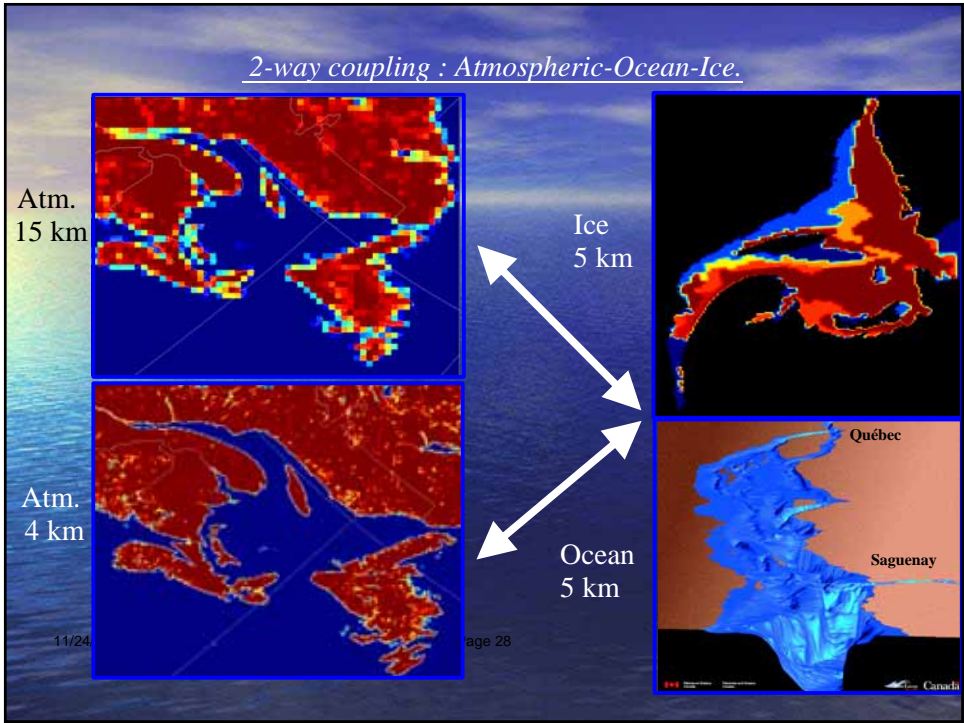 2-way coupling : Atmospheric-Ocean-Ice.
Atm.
15 km
Ice
5 km
Atm.
4 km
Ocean
5 km
Québec
Saguenay
11/24
age 28
Canada